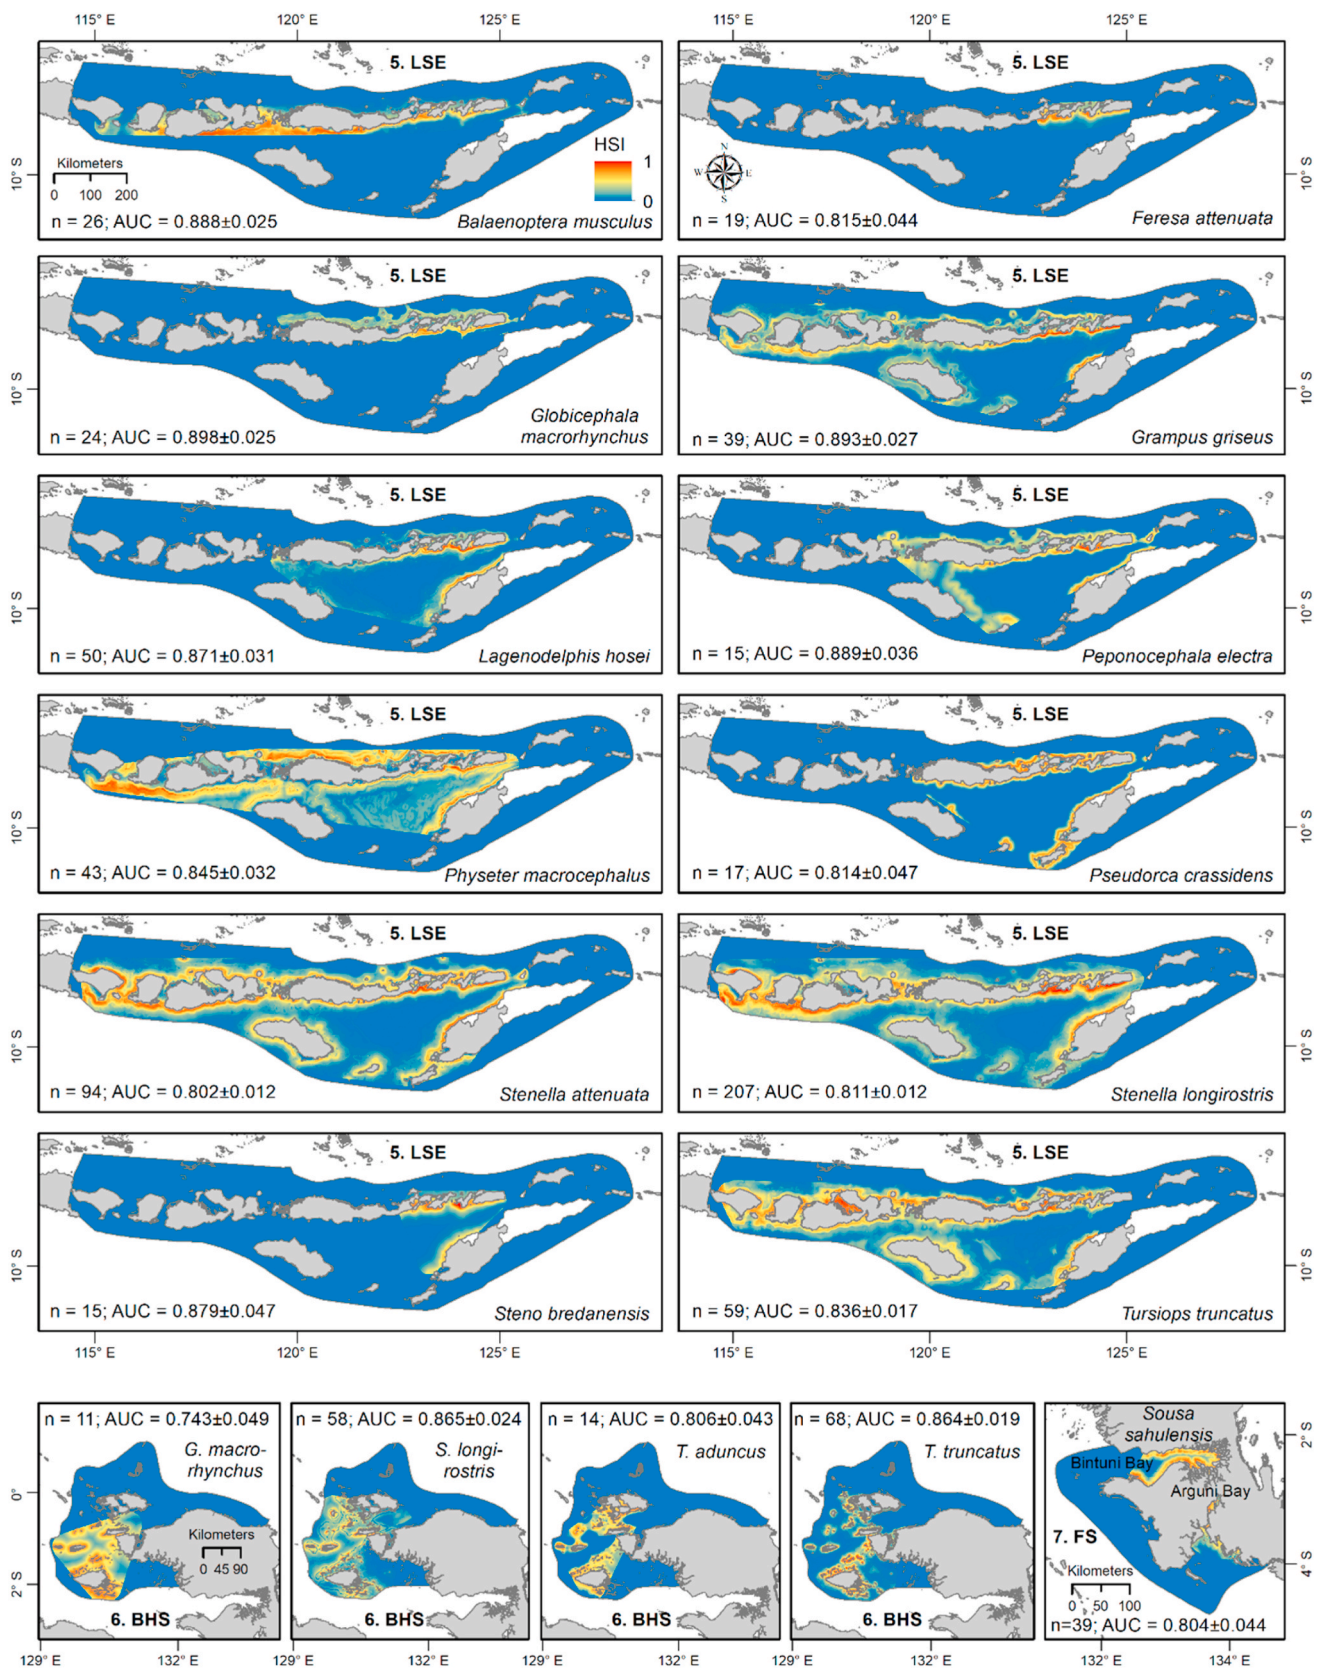 115° E 120° E 125° E 115° E 120° E 125° E
5. LSE
HSI
1
0
Kilometers
0 100 200
10° S
n = 26; AUC = 0.888±0.025
Balaenoptera musculus
5. LSE
N
W E
S
10° S
n = 19; AUC = 0.815±0.044
Feresa attenuata
5. LSE
10° S
n = 24; AUC = 0.898±0.025
Globicephala
macrorhynchus
5. LSE
10° S
n = 39; AUC = 0.893±0.027
Grampus griseus
5. LSE
10° S
n = 50; AUC = 0.871±0.031
Lagenodelphis hosei
5. LSE
10° S
n = 15; AUC = 0.889±0.036
Peponocephala electra
5. LSE
10° S
n = 43; AUC = 0.845±0.032
Physeter macrocephalus
5. LSE
10° S
n = 17; AUC = 0.814±0.047
Pseudorca crassidens
5. LSE
10° S
n = 94; AUC = 0.802±0.012
Stenella attenuata
5. LSE
10° S
n = 207; AUC = 0.811±0.012
Stenella longirostris
5. LSE
10° S
n = 15; AUC = 0.879±0.047
Steno bredanensis
5. LSE
10° S
n = 59; AUC = 0.836±0.017
Tursiops truncatus
115° E 120° E 125° E 115° E 120° E 125° E
n = 11; AUC = 0.743±0.049
G. macro-
rhynchus
0°
2° S
Kilometers
0 45 90
6. BHS
n = 58; AUC = 0.865±0.024
S. longi-
rostris
6. BHS
n = 14; AUC = 0.806±0.043
T. aduncus
6. BHS
n = 68; AUC = 0.864±0.019
T. truncatus
6. BHS
Sousa
sahulensis
Bintuni Bay
Arguni Bay
2° S
4° S
7. FS
Kilometers
0 50 100
n=39; AUC = 0.804±0.044
129° E 132° E 129° E 132° E 129° E 132° E 129° E 132° E 132° E 134° E